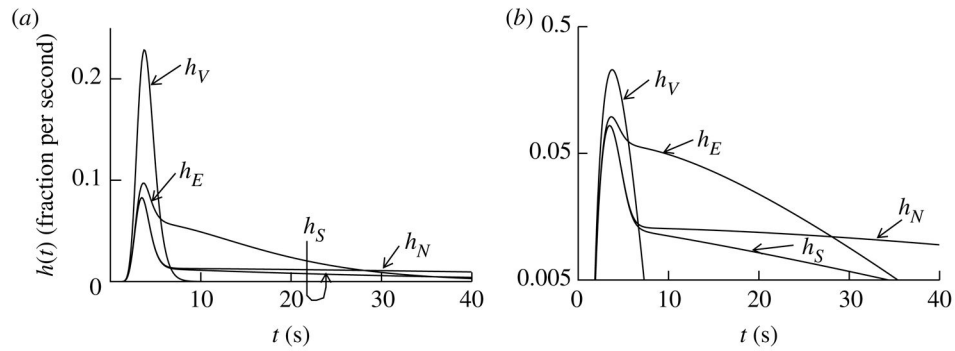 (a)
h(t) (fraction per second)
0.2
0.1
0
10
20
30
40
t (s)
h_V
h_E
h_S
h_N
(b)
0.5
0.05
0.005
0
10
20
30
40
t (s)
h_V
h_E
h_N
h_S